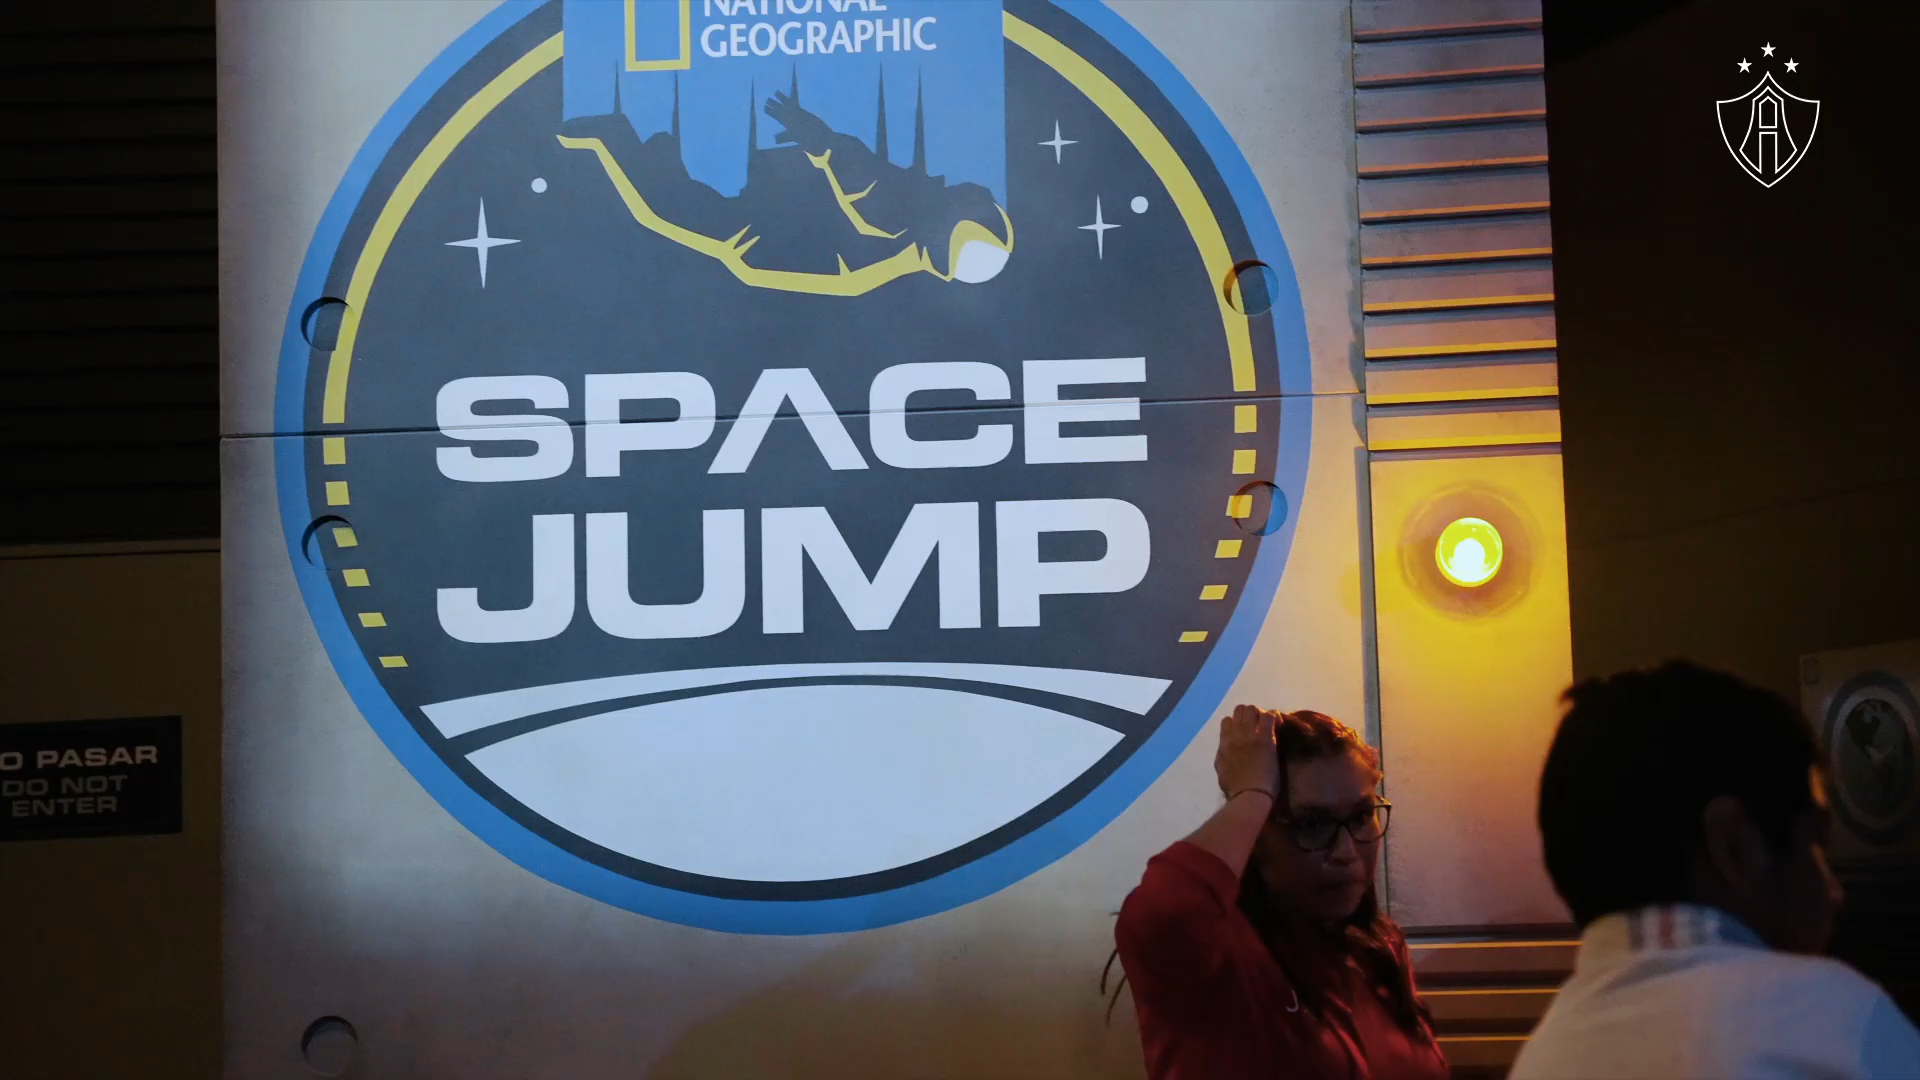 NATIONAL
GEOGRAPHIC
SPACE
JUMP
O PASAR
DO NOT
ENTER
J.
A